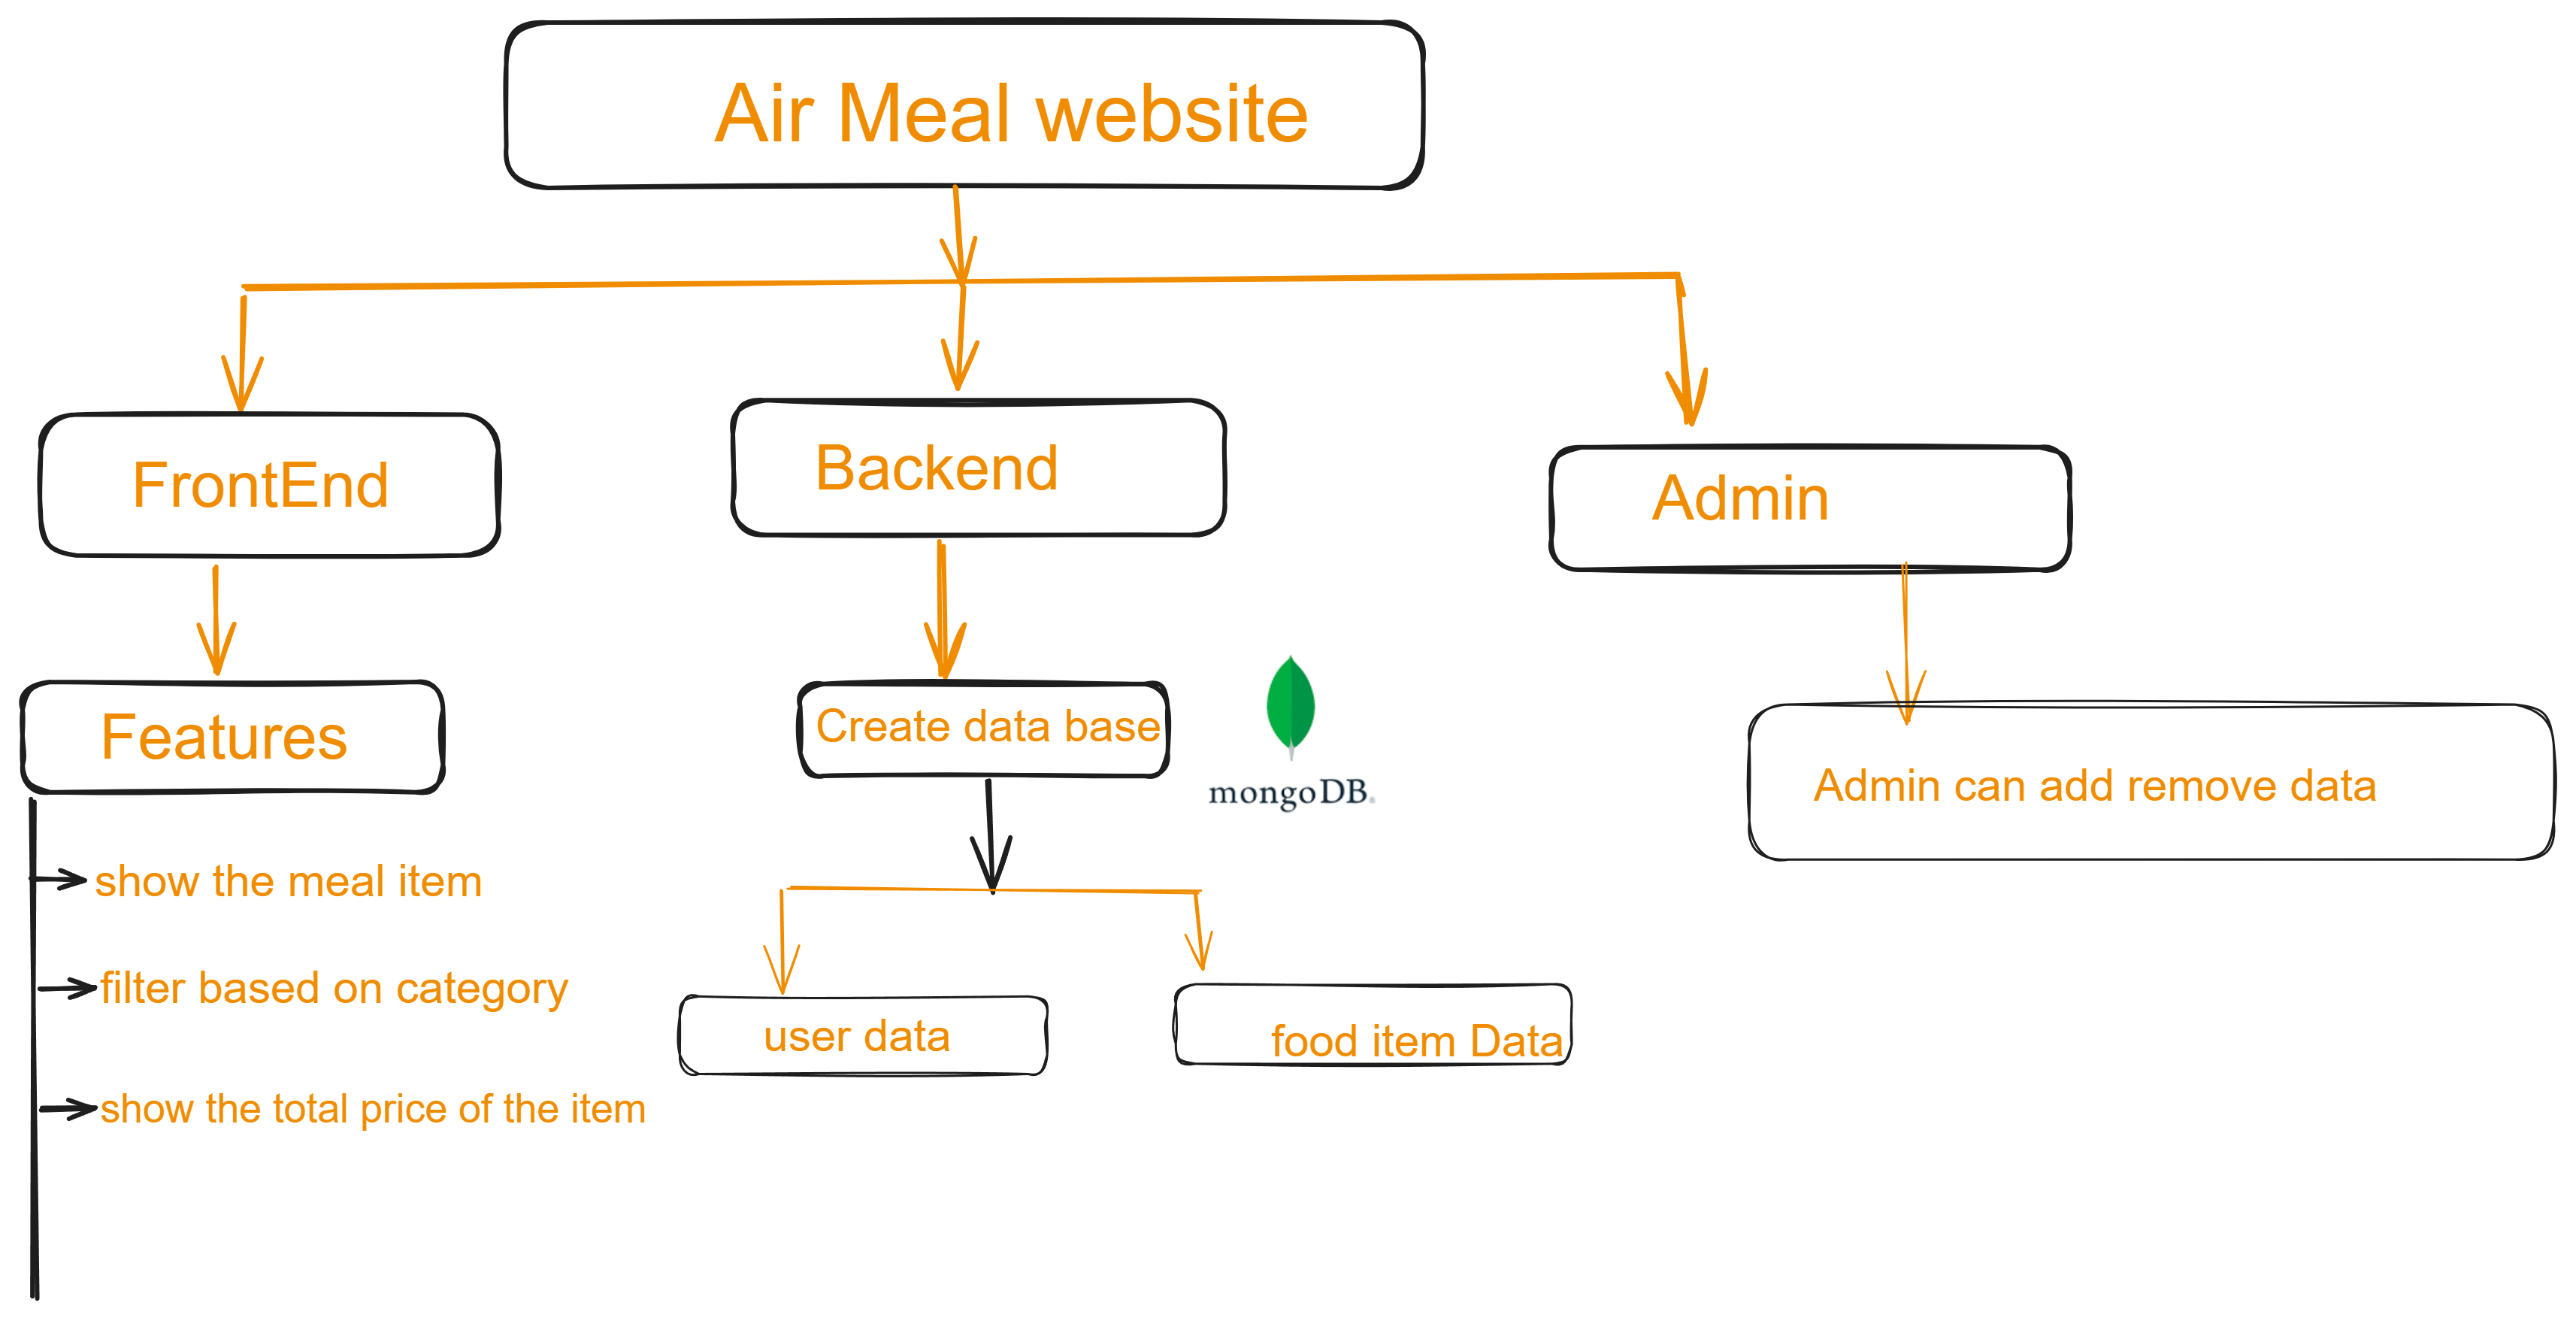 Air Meal website
FrontEnd
Backend
Admin
Features
Create data base
mongoDB®
Admin can add remove data
show the meal item
filter based on category
show the total price of the item
user data
food item Data